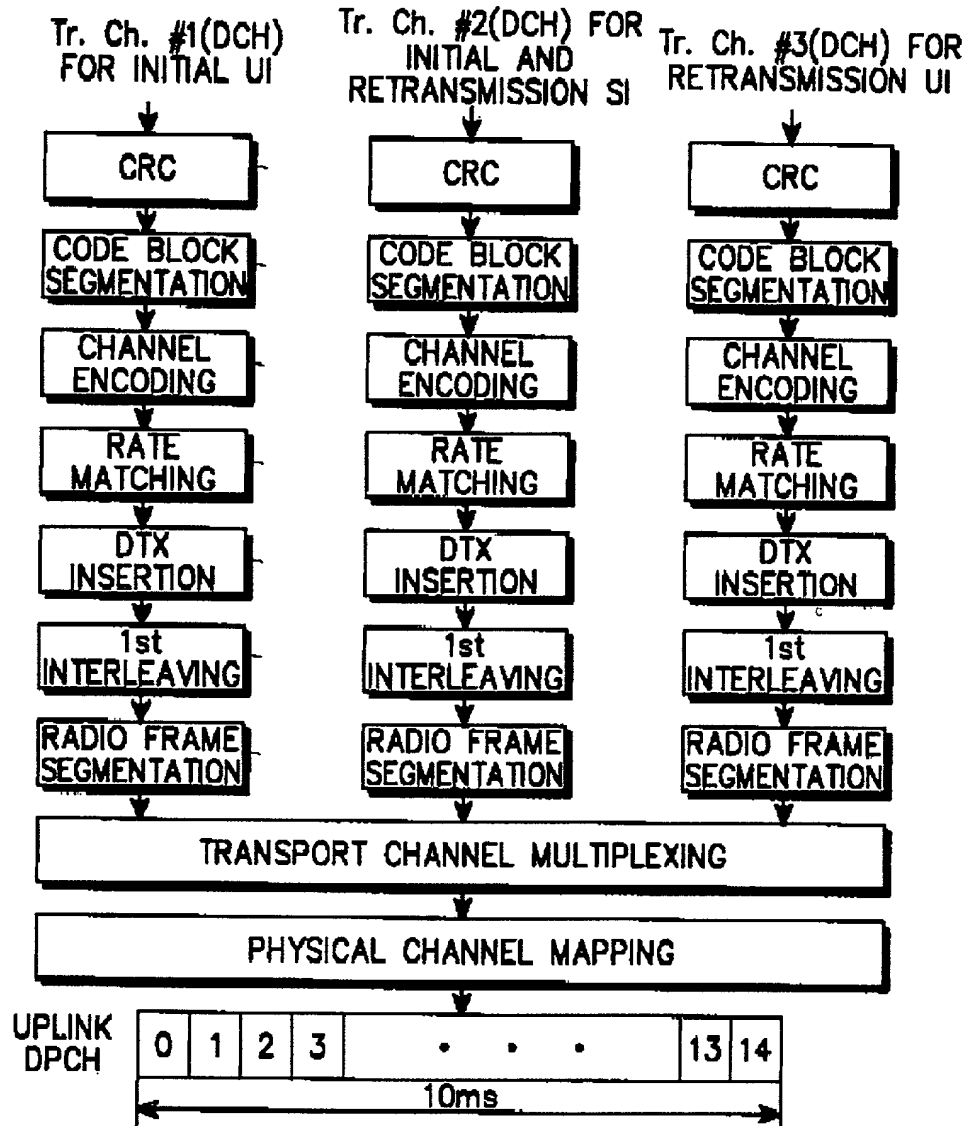 Tr. Ch. #1(DCH)
FOR INITIAL UI
Tr. Ch. #2(DCH) FOR
INITIAL AND
RETRANSMISSION SI
Tr. Ch. #3(DCH) FOR
RETRANSMISSION UI
CRC
CRC
CRC
CODE BLOCK
SEGMENTATION
CODE BLOCK
SEGMENTATION
CODE BLOCK
SEGMENTATION
CHANNEL
ENCODING
CHANNEL
ENCODING
CHANNEL
ENCODING
RATE
MATCHING
RATE
MATCHING
RATE
MATCHING
DTX
INSERTION
DTX
INSERTION
DTX
INSERTION
1st
INTERLEAVING
1st
INTERLEAVING
1st
INTERLEAVING
RADIO FRAME
SEGMENTATION
RADIO FRAME
SEGMENTATION
RADIO FRAME
SEGMENTATION
TRANSPORT CHANNEL MULTIPLEXING
PHYSICAL CHANNEL MAPPING
UPLINK
DPCH
0 1 2 3 . . . 13 14
10ms